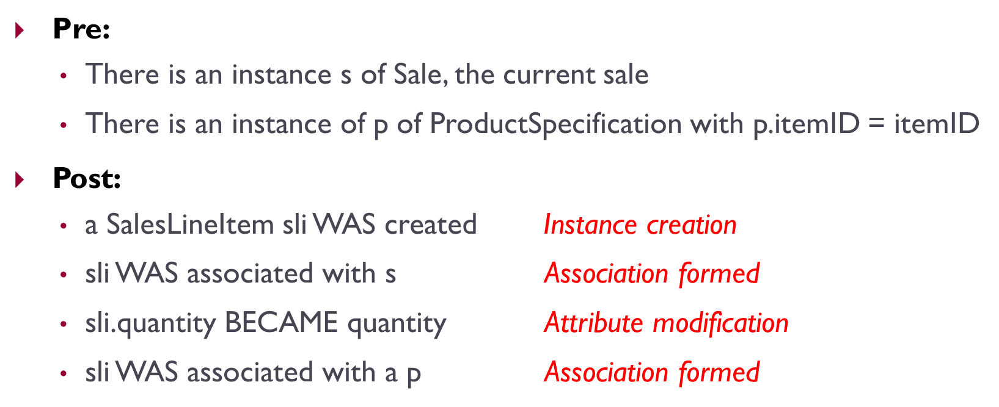 Pre:
There is an instance s of Sale, the current sale
There is an instance of p of ProductSpecification with p.itemID = itemID
Post:
a SalesLineItem sli WAS created Instance creation
sli WAS associated with s Association formed
sli.quantity BECAME quantity Attribute modification
sli WAS associated with a p Association formed